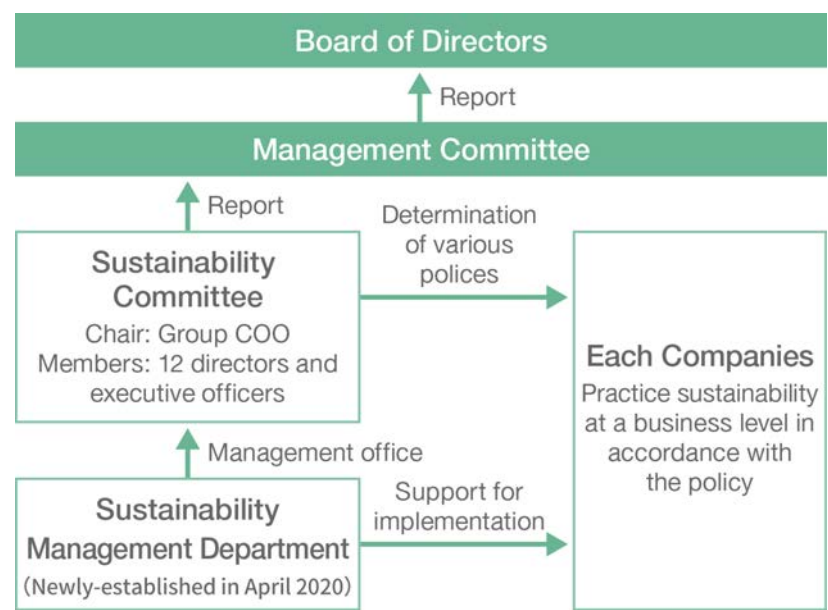 Board of Directors
Report
Management Committee
Report
Determination
of various
polices
Sustainability
Committee
Chair: Group COO
Members: 12 directors and
executive officers
Each Companies
Practice sustainability
at a business level in
accordance with
the policy
Management office
Support for
implementation
Sustainability
Management Department
(Newly-established in April 2020)